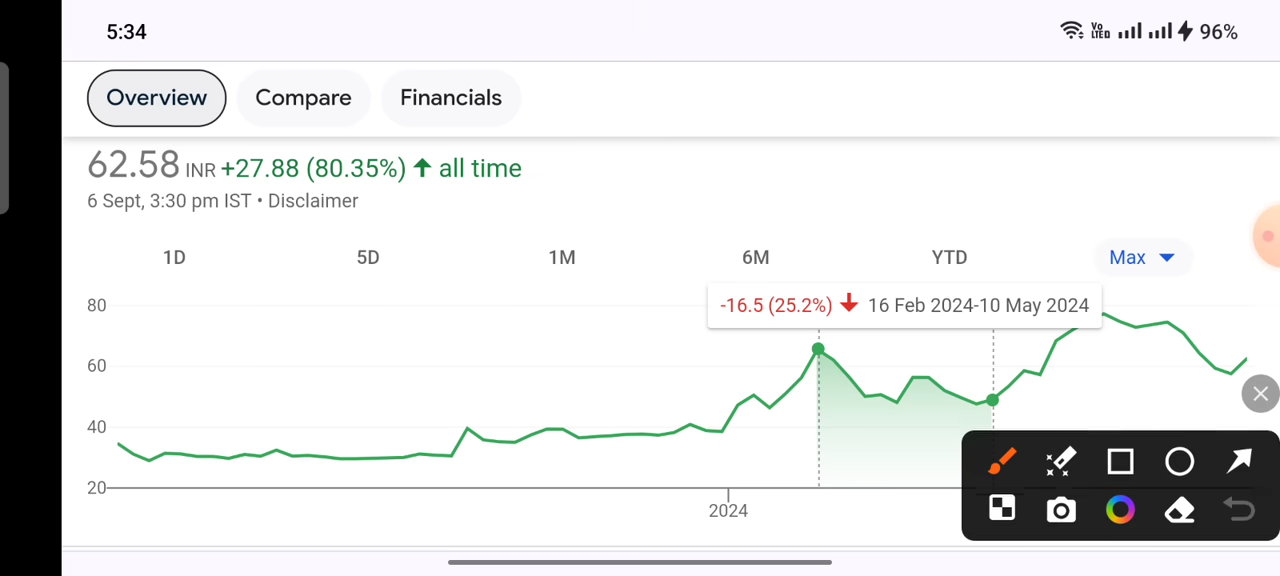 5:34 Vo LTED 96%
Overview Compare Financials
62.58 INR +27.88 (80.35%) ↑ all time
6 Sept, 3:30 pm IST • Disclaimer
1D 5D 1M 6M YTD Max
80
-16.5 (25.2%) ↓ 16 Feb 2024-10 May 2024
60
40
20
2024